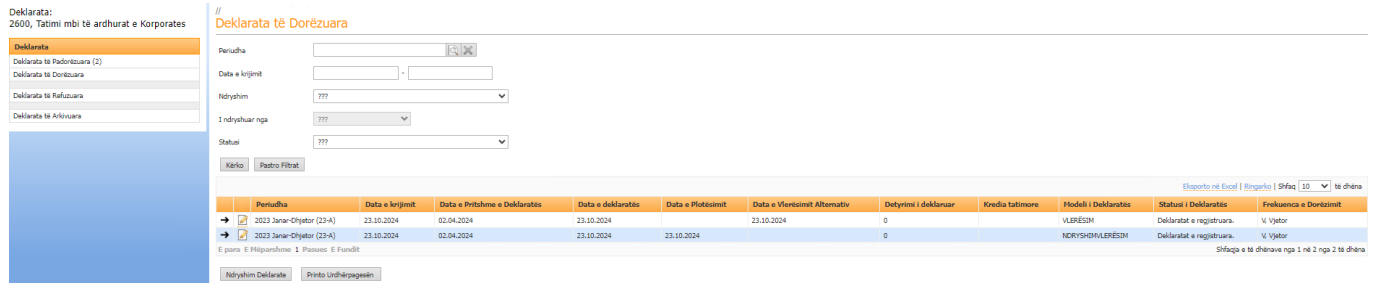 Deklarata:
2600, Tatimi mbi të ardhurat e Korporates
Deklarata
Deklarata të Padorëzuara (2)
Deklarata të Dorëzuara
Deklarata të Refuzuara
Deklarata të Arkivuara
//
Deklarata të Dorëzuara
Periudha
Data e krijimit -
Ndryshim ???
I ndryshuar nga ???
Statusi ???
Kërko Pastro Filtrat
Eksporto në Excel | Ringarko | Shfaq 10 të dhëna
Periudha Data e krijimit Data e Pritshme e Deklaratës Data e deklaratës Data e Plotësimit Data e Vlerësimit Alternativ Detyrimi i deklaruar Kredia tatimore Modeli i Deklaratës Statusi i Deklaratës Frekuenca e Dorëzimit
2023 Janar-Dhjetor (23-A) 23.10.2024 02.04.2024 23.10.2024 23.10.2024 0 VLERËSIM Deklaratat e regjistruara. V, Vjetor
2023 Janar-Dhjetor (23-A) 23.10.2024 02.04.2024 23.10.2024 23.10.2024 0 NDRYSHIMVLERËSIM Deklaratat e regjistruara. V, Vjetor
E para E Mëparshme 1 Pasues E Fundit Shfaqja e të dhënave nga 1 në 2 nga 2 të dhëna
Ndryshim Deklarate Printo Urdhërpagesën